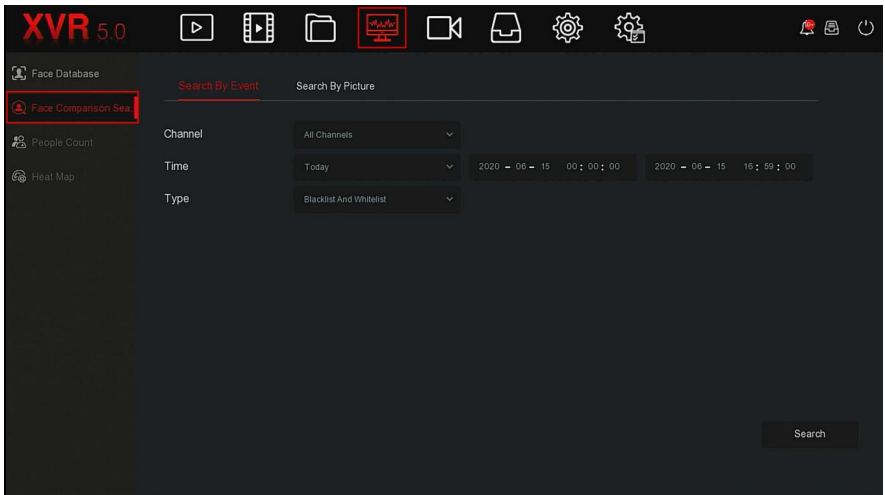 XVR 5.0
Face Database
Face Comparison Sea..
People Count
Heat Map
Search By Event
Search By Picture
Channel
All Channels
Time
Today
2020 – 06 – 15 00 : 00 : 00
2020 – 06 – 15 16 : 59 : 00
Type
Blacklist And Whitelist
Search